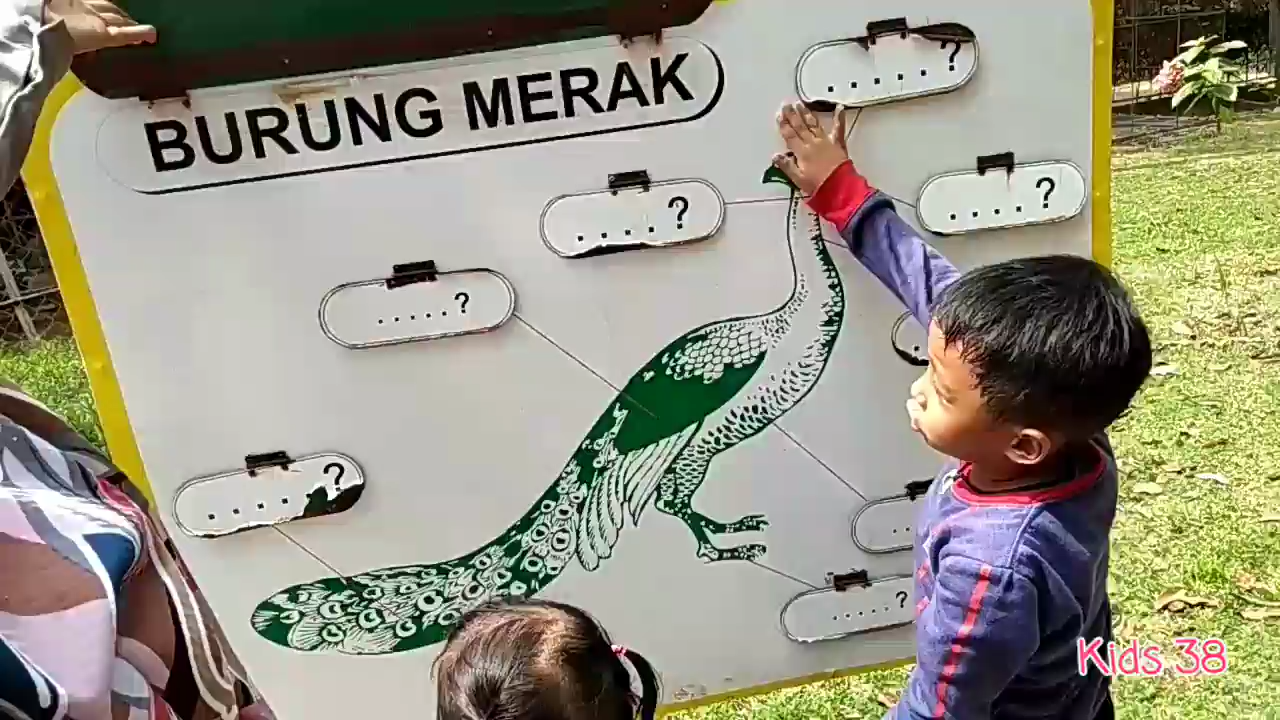 BURUNG MERAK
. . . . . ?
. . . . ?
. . . . ?
. . . . . ?
. . . . . ?
. . . . . ?
Kids 38